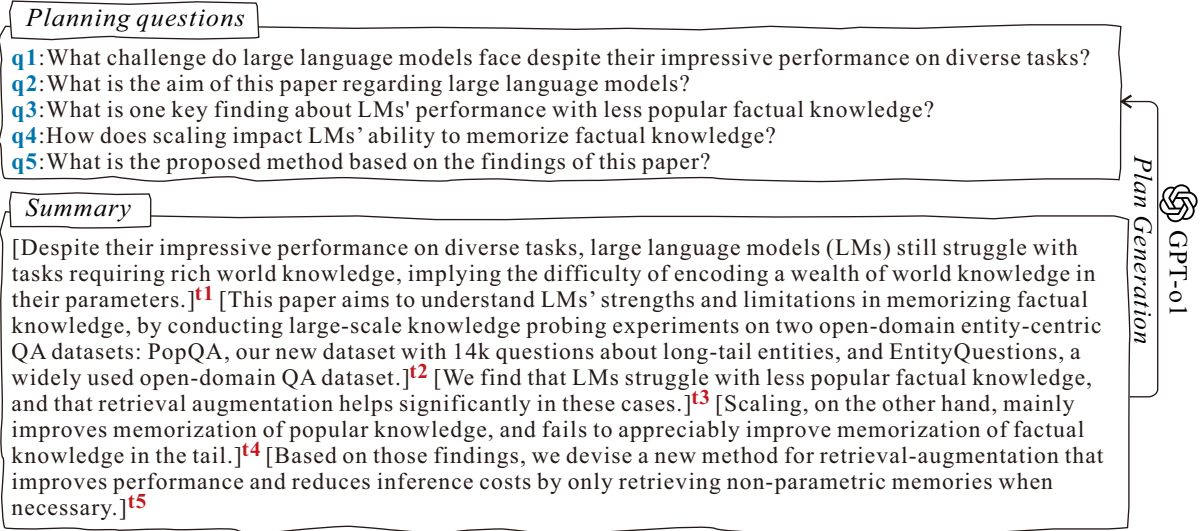 Planning questions
q1:What challenge do large language models face despite their impressive performance on diverse tasks?
q2:What is the aim of this paper regarding large language models?
q3:What is one key finding about LMs' performance with less popular factual knowledge?
q4:How does scaling impact LMs' ability to memorize factual knowledge?
q5:What is the proposed method based on the findings of this paper?
Summary
[Despite their impressive performance on diverse tasks, large language models (LMs) still struggle with
tasks requiring rich world knowledge, implying the difficulty of encoding a wealth of world knowledge in
their parameters.]t1 [This paper aims to understand LMs' strengths and limitations in memorizing factual
knowledge, by conducting large-scale knowledge probing experiments on two open-domain entity-centric
QA datasets: PopQA, our new dataset with 14k questions about long-tail entities, and EntityQuestions, a
widely used open-domain QA dataset.]t2 [We find that LMs struggle with less popular factual knowledge,
and that retrieval augmentation helps significantly in these cases.]t3 [Scaling, on the other hand, mainly
improves memorization of popular knowledge, and fails to appreciably improve memorization of factual
knowledge in the tail.]t4 [Based on those findings, we devise a new method for retrieval-augmentation that
improves performance and reduces inference costs by only retrieving non-parametric memories when
necessary.]t5
Plan Generation
GPT-o1